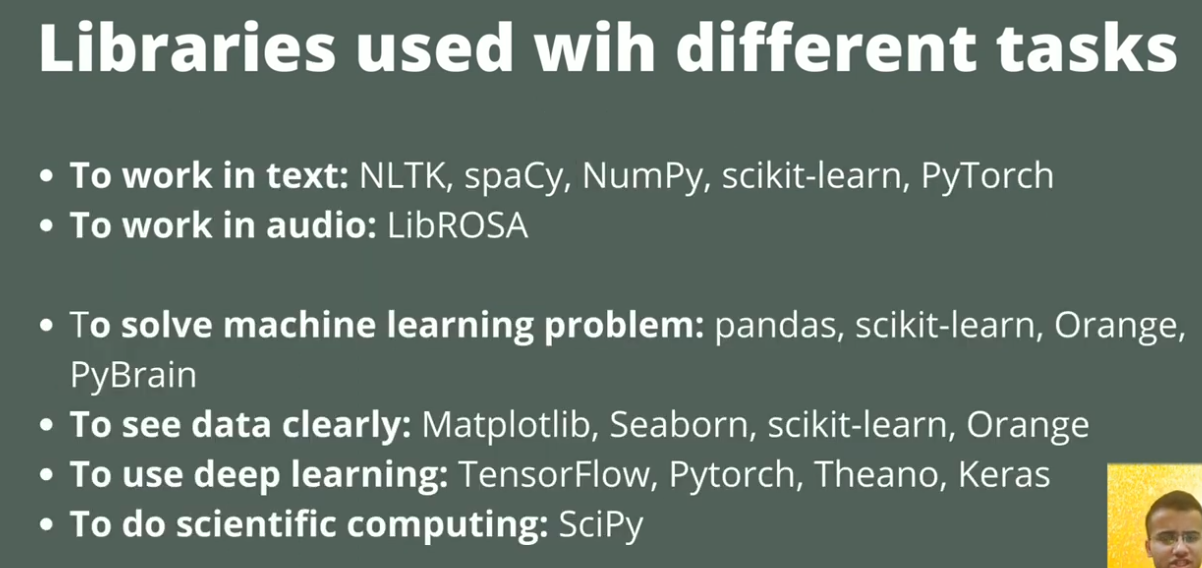 Libraries used wih different tasks
• To work in text: NLTK, spaCy, NumPy, scikit-learn, PyTorch
• To work in audio: LibROSA
• To solve machine learning problem: pandas, scikit-learn, Orange,
PyBrain
• To see data clearly: Matplotlib, Seaborn, scikit-learn, Orange
• To use deep learning: TensorFlow, Pytorch, Theano, Keras
• To do scientific computing: SciPy